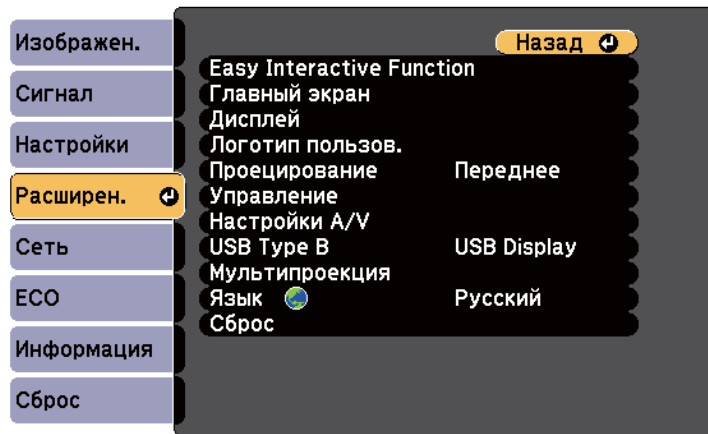 Изображен.
Сигнал
Настройки
Расширен.
Сеть
ECO
Информация
Сброс
Назад
Easy Interactive Function
Главный экран
Дисплей
Логотип пользов.
Проецирование Переднее
Управление
Настройки A/V
USB Type B USB Display
Мультипроекция
Язык Русский
Сброс